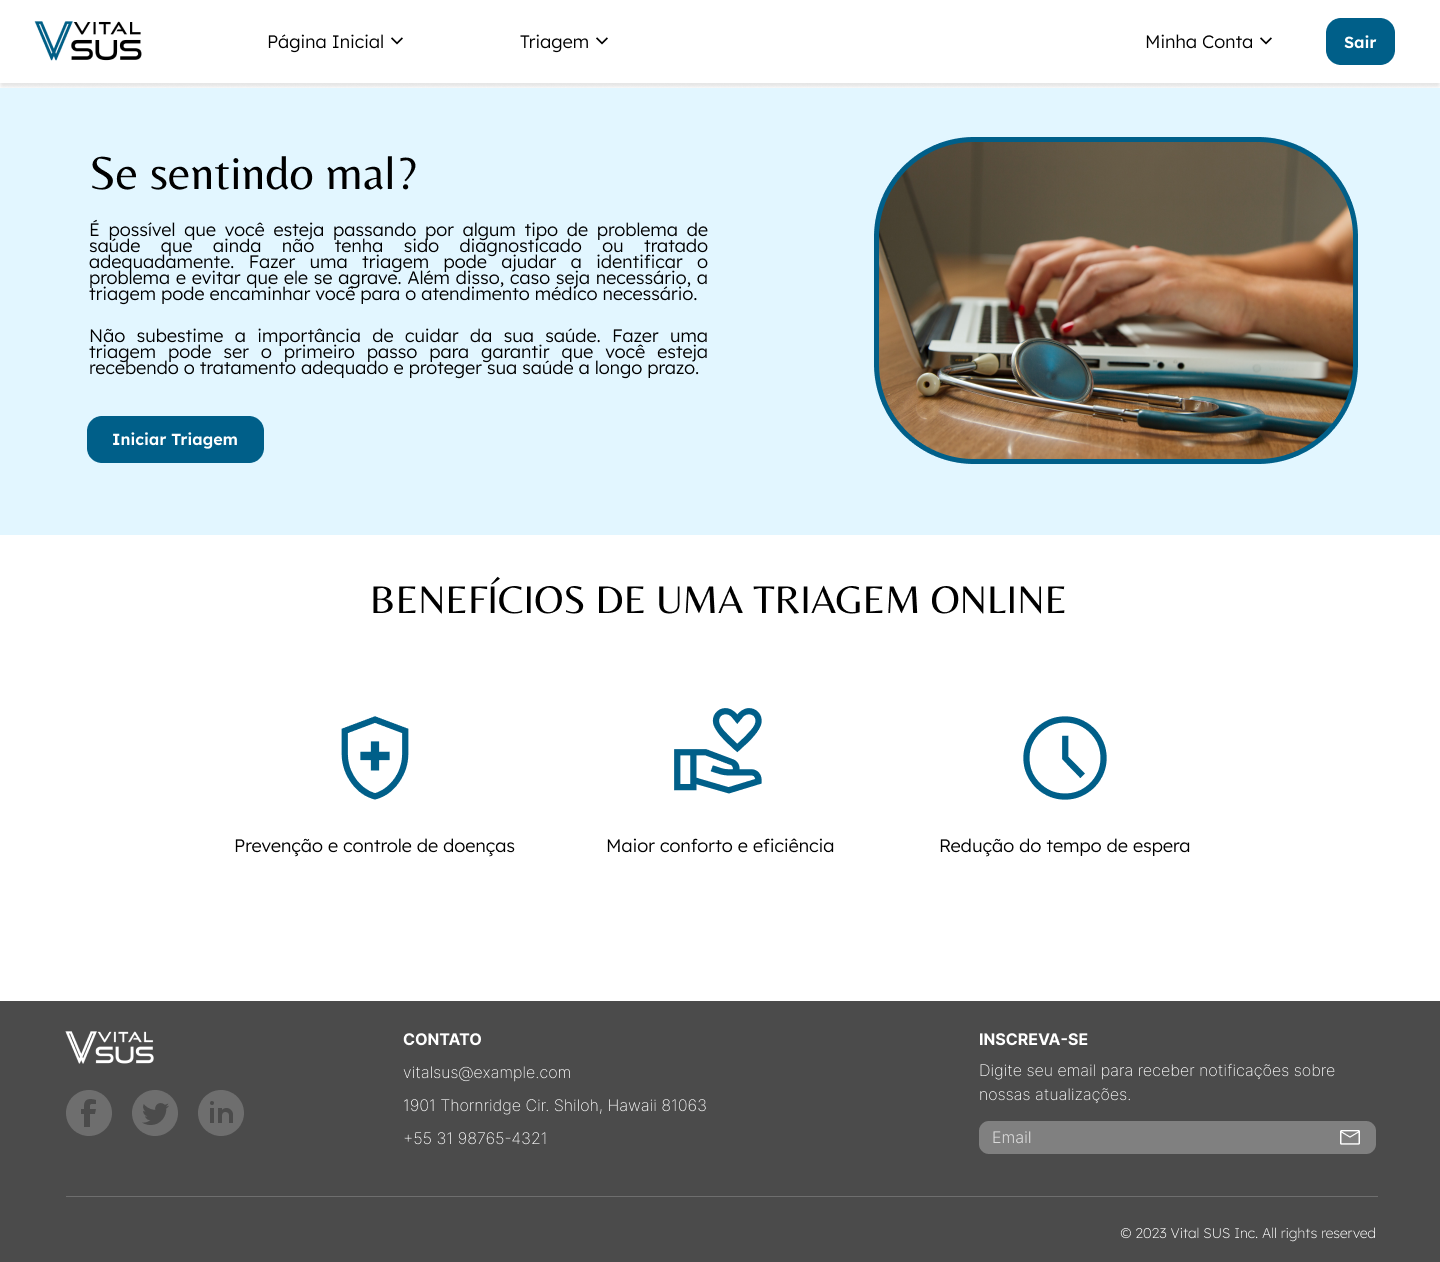 VITAL
SUS
Página Inicial
Triagem
Minha Conta
Sair
Se sentindo mal?
É possível que você esteja passando por algum tipo de problema de
saúde que ainda não tenha sido diagnosticado ou tratado
adequadamente. Fazer uma triagem pode ajudar a identificar o
problema e evitar que ele se agrave. Além disso, caso seja necessário, a
triagem pode encaminhar você para o atendimento médico necessário.
Não subestime a importância de cuidar da sua saúde. Fazer uma
triagem pode ser o primeiro passo para garantir que você esteja
recebendo o tratamento adequado e proteger sua saúde a longo prazo.
Iniciar Triagem
BENEFÍCIOS DE UMA TRIAGEM ONLINE
Prevenção e controle de doenças
Maior conforto e eficiência
Redução do tempo de espera
VITAL
SUS
CONTATO
vitalsus@example.com
1901 Thornridge Cir. Shiloh, Hawaii 81063
+55 31 98765-4321
INSCREVA-SE
Digite seu email para receber notificações sobre
nossas atualizações.
Email
© 2023 Vital SUS Inc. All rights reserved